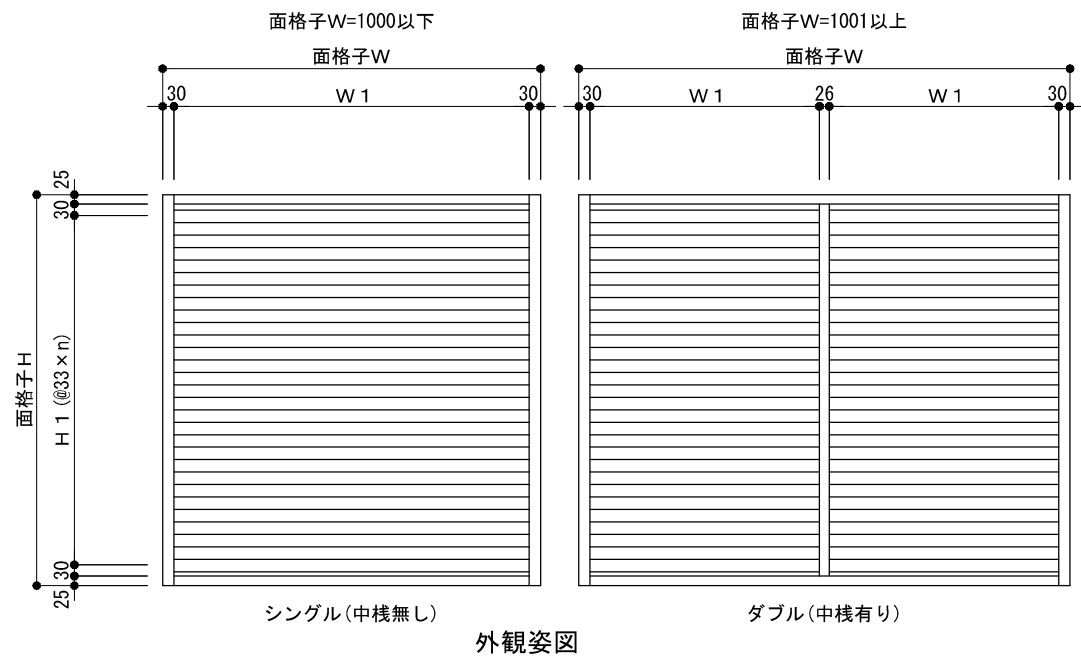 面格子W=1000以下
面格子W=1001以上
面格子W
面格子W
30 W1 30
30 W1 26 W1 30
25
30
H1(@33×n)
面格子H
30
25
シングル(中桟無し)
ダブル(中桟有り)
外観姿図